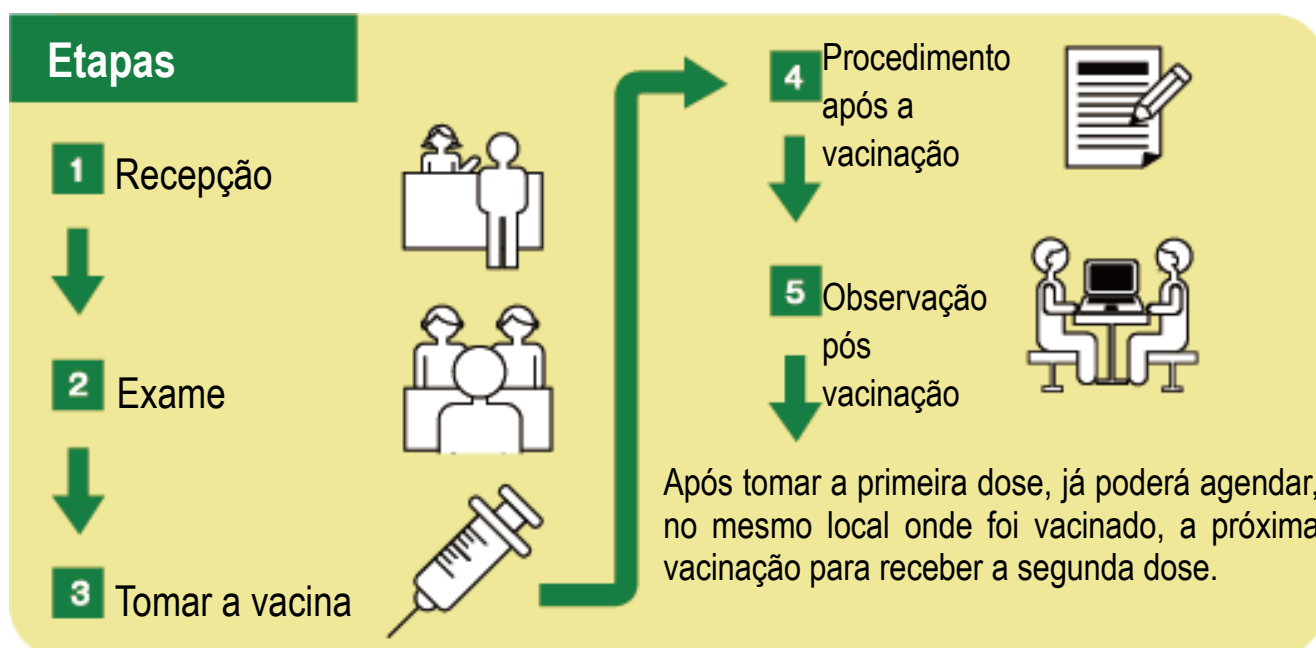 Etapas
1 Recepção
2 Exame
3 Tomar a vacina
4 Procedimento
após a
vacinação
5 Observação
pós
vacinação
Após tomar a primeira dose, já poderá agendar,
no mesmo local onde foi vacinado, a próxima
vacinação para receber a segunda dose.